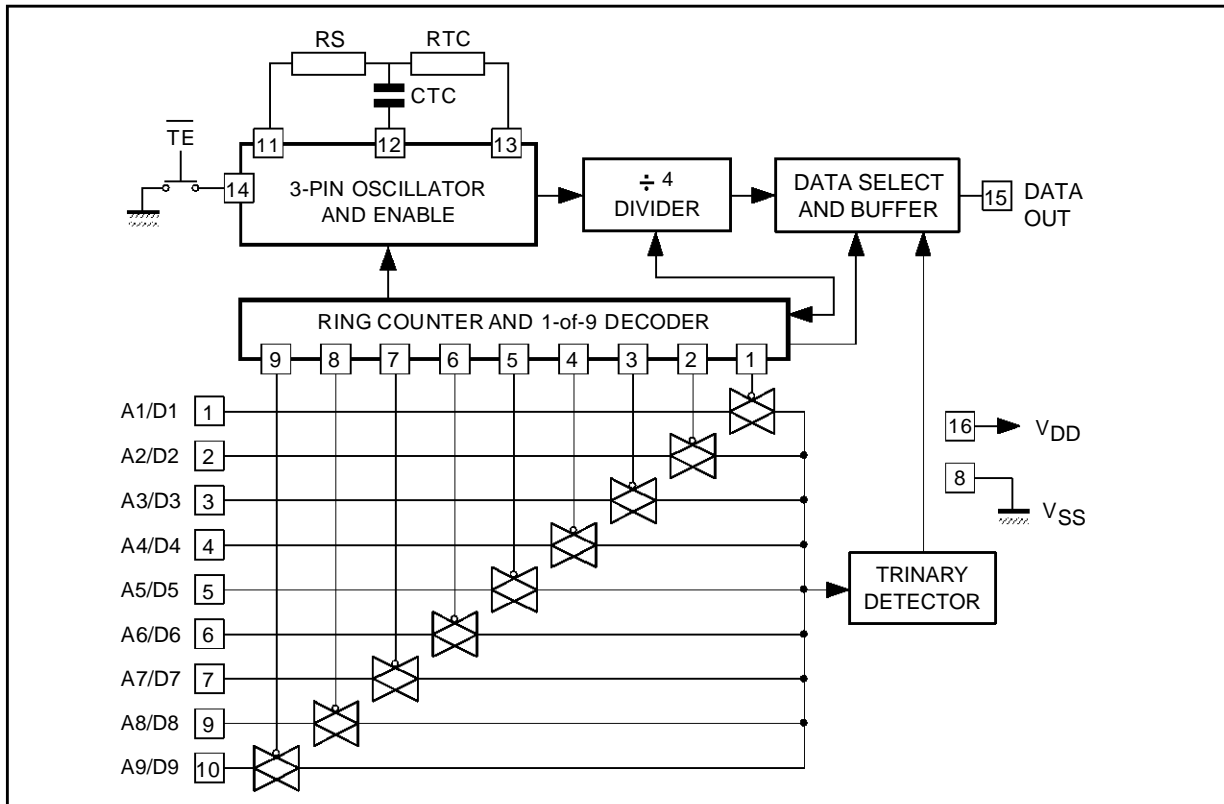 RS
RTC
CTC
TE
11
12
13
14
3-PIN OSCILLATOR
AND ENABLE
÷ 4
DIVIDER
DATA SELECT
AND BUFFER
15
DATA
OUT
RING COUNTER AND 1-of-9 DECODER
9 8 7 6 5 4 3 2 1
A1/D1 1
A2/D2 2
A3/D3 3
A4/D4 4
A5/D5 5
A6/D6 6
A7/D7 7
A8/D8 9
A9/D9 10
16 VDD
8
VSS
TRINARY
DETECTOR